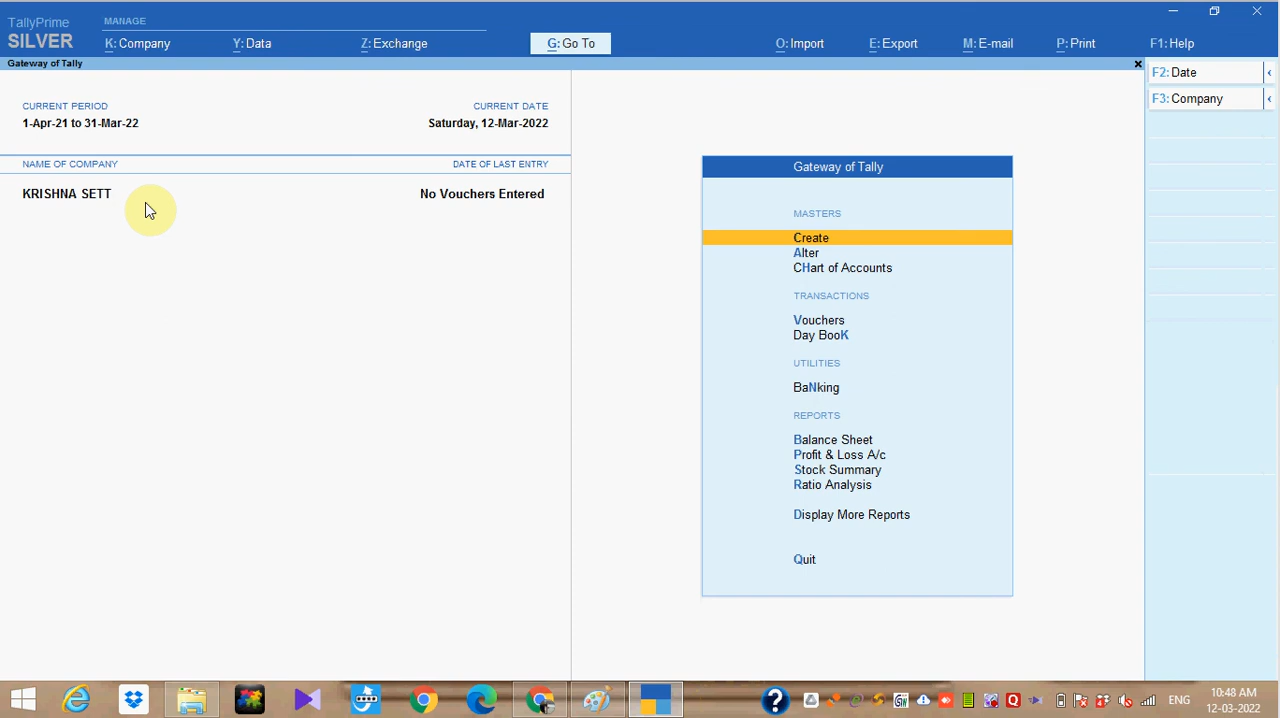 TallyPrime
SILVER
MANAGE
K: Company
Y: Data
Z: Exchange
G: Go To
O: Import
E: Export
M: E-mail
P: Print
F1: Help
Gateway of Tally
F2: Date
F3: Company
CURRENT PERIOD
CURRENT DATE
1-Apr-21 to 31-Mar-22
Saturday, 12-Mar-2022
NAME OF COMPANY
DATE OF LAST ENTRY
KRISHNA SETT
No Vouchers Entered
Gateway of Tally
MASTERS
Create
Alter
CHart of Accounts
TRANSACTIONS
Vouchers
Day BooK
UTILITIES
BaNking
REPORTS
Balance Sheet
Profit & Loss A/c
Stock Summary
Ratio Analysis
Display More Reports
Quit
ENG
10:48 AM
12-03-2022